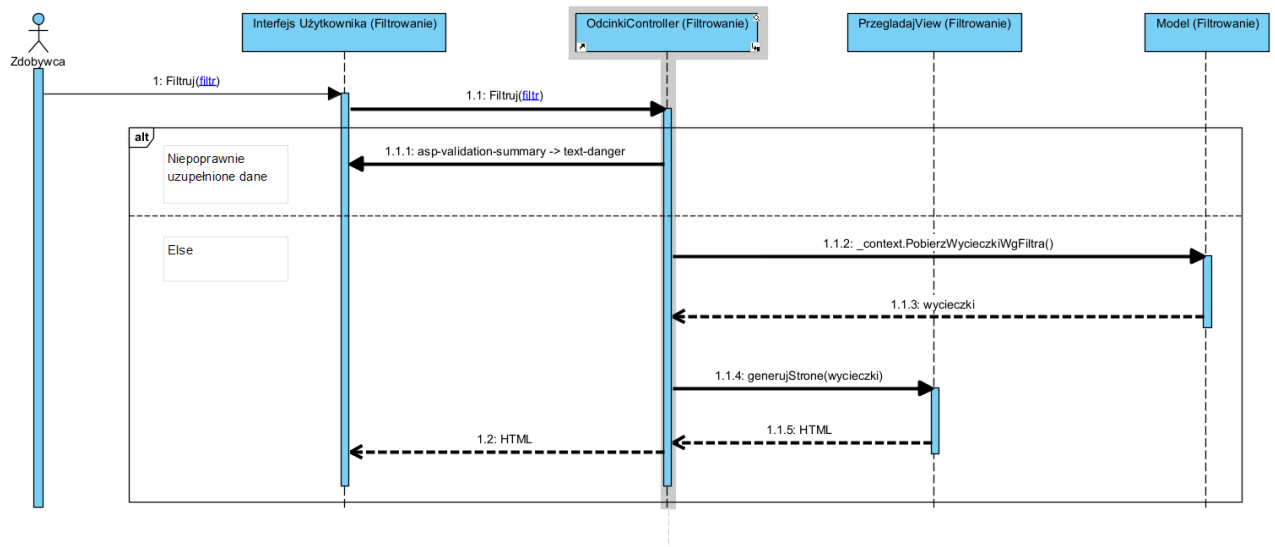 Interfejs Użytkownika (Filtrowanie)
OdcinkiController (Filtrowanie)
PrzegladajView (Filtrowanie)
Model (Filtrowanie)
Zdobywca
1: Filtruj(filtr)
1.1: Filtruj(filtr)
alt
Niepoprawnie
uzupełnione dane
1.1.1: asp-validation-summary -> text-danger
Else
1.1.2: _context.PobierzWycieczkiWgFiltra()
1.1.3: wycieczki
1.1.4: generujStrone(wycieczki)
1.1.5: HTML
1.2: HTML